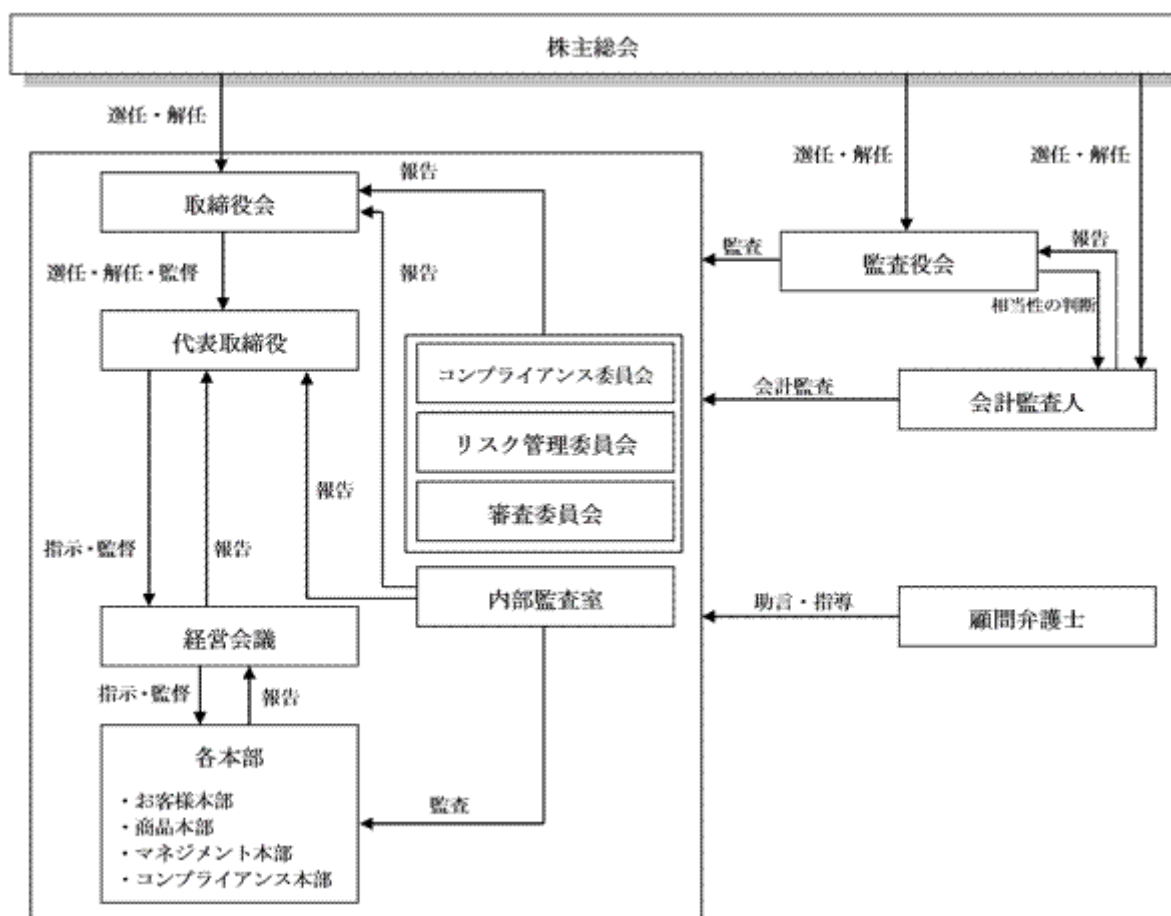 株主総会
選任・解任
選任・解任
選任・解任
報告
取締役会
報告
選任・解任・監督
監査
監査役会
報告
相当性の判断
代表取締役
コンプライアンス委員会
会計監査
会計監査人
リスク管理委員会
報告
審査委員会
指示・監督
報告
内部監査室
助言・指導
顧問弁護士
経営会議
指示・監督
報告
各本部
・お客様本部
・商品本部
・マネジメント本部
・コンプライアンス本部
監査